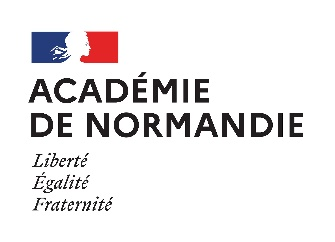 ACADÉMIE
DE NORMANDIE
Liberté
Égalité
Fraternité